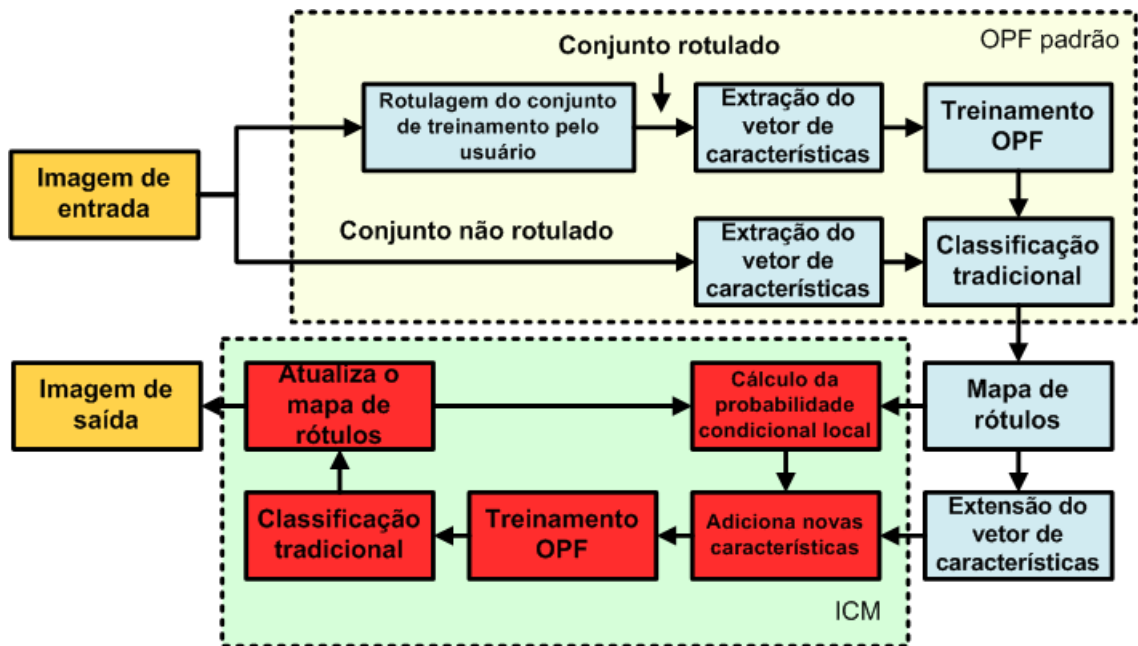 OPF padrão
Conjunto rotulado
Rotulagem do conjunto
de treinamento pelo
usuário
Extração do
vetor de
características
Treinamento
OPF
Imagem de
entrada
Conjunto não rotulado
Extração do
vetor de
características
Classificação
tradicional
Imagem de
saída
Atualiza o
mapa de
rótulos
Cálculo da
probabilidade
condicional local
Mapa de
rótulos
Classificação
tradicional
Treinamento
OPF
Adiciona novas
características
Extensão do
vetor de
características
ICM